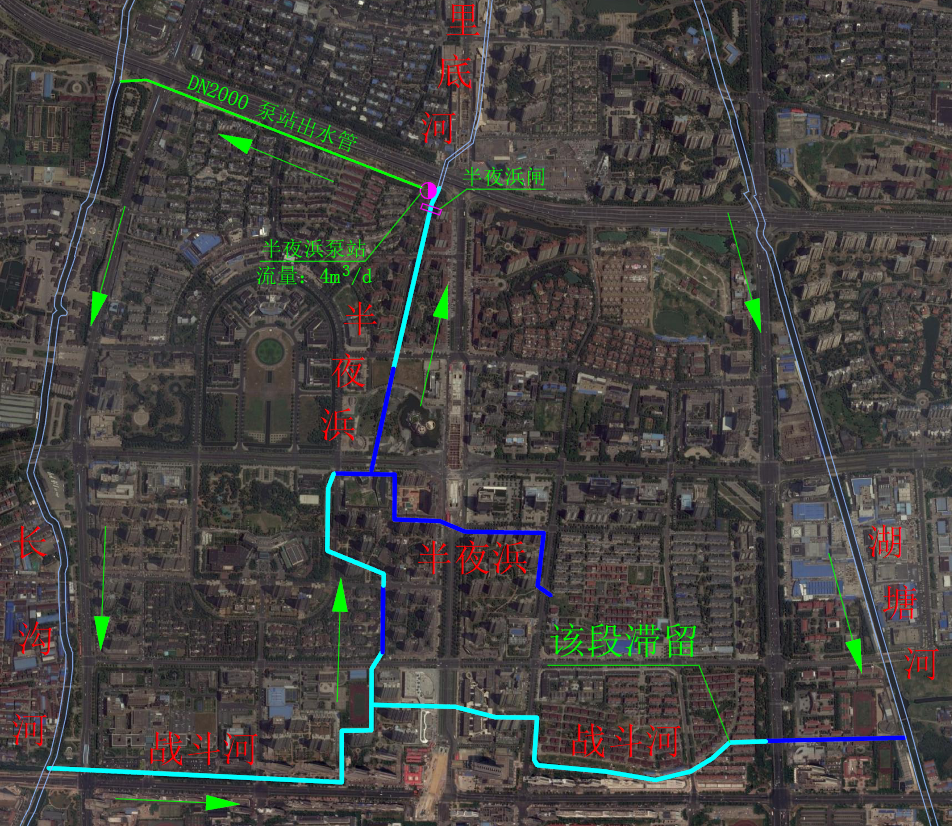 里底河
DN2000 泵站出水管
半夜浜闸
半夜浜泵站
流量：4m³/d
半夜浜
半夜浜
长沟河
湖塘河
该段滞留
战斗河
战斗河